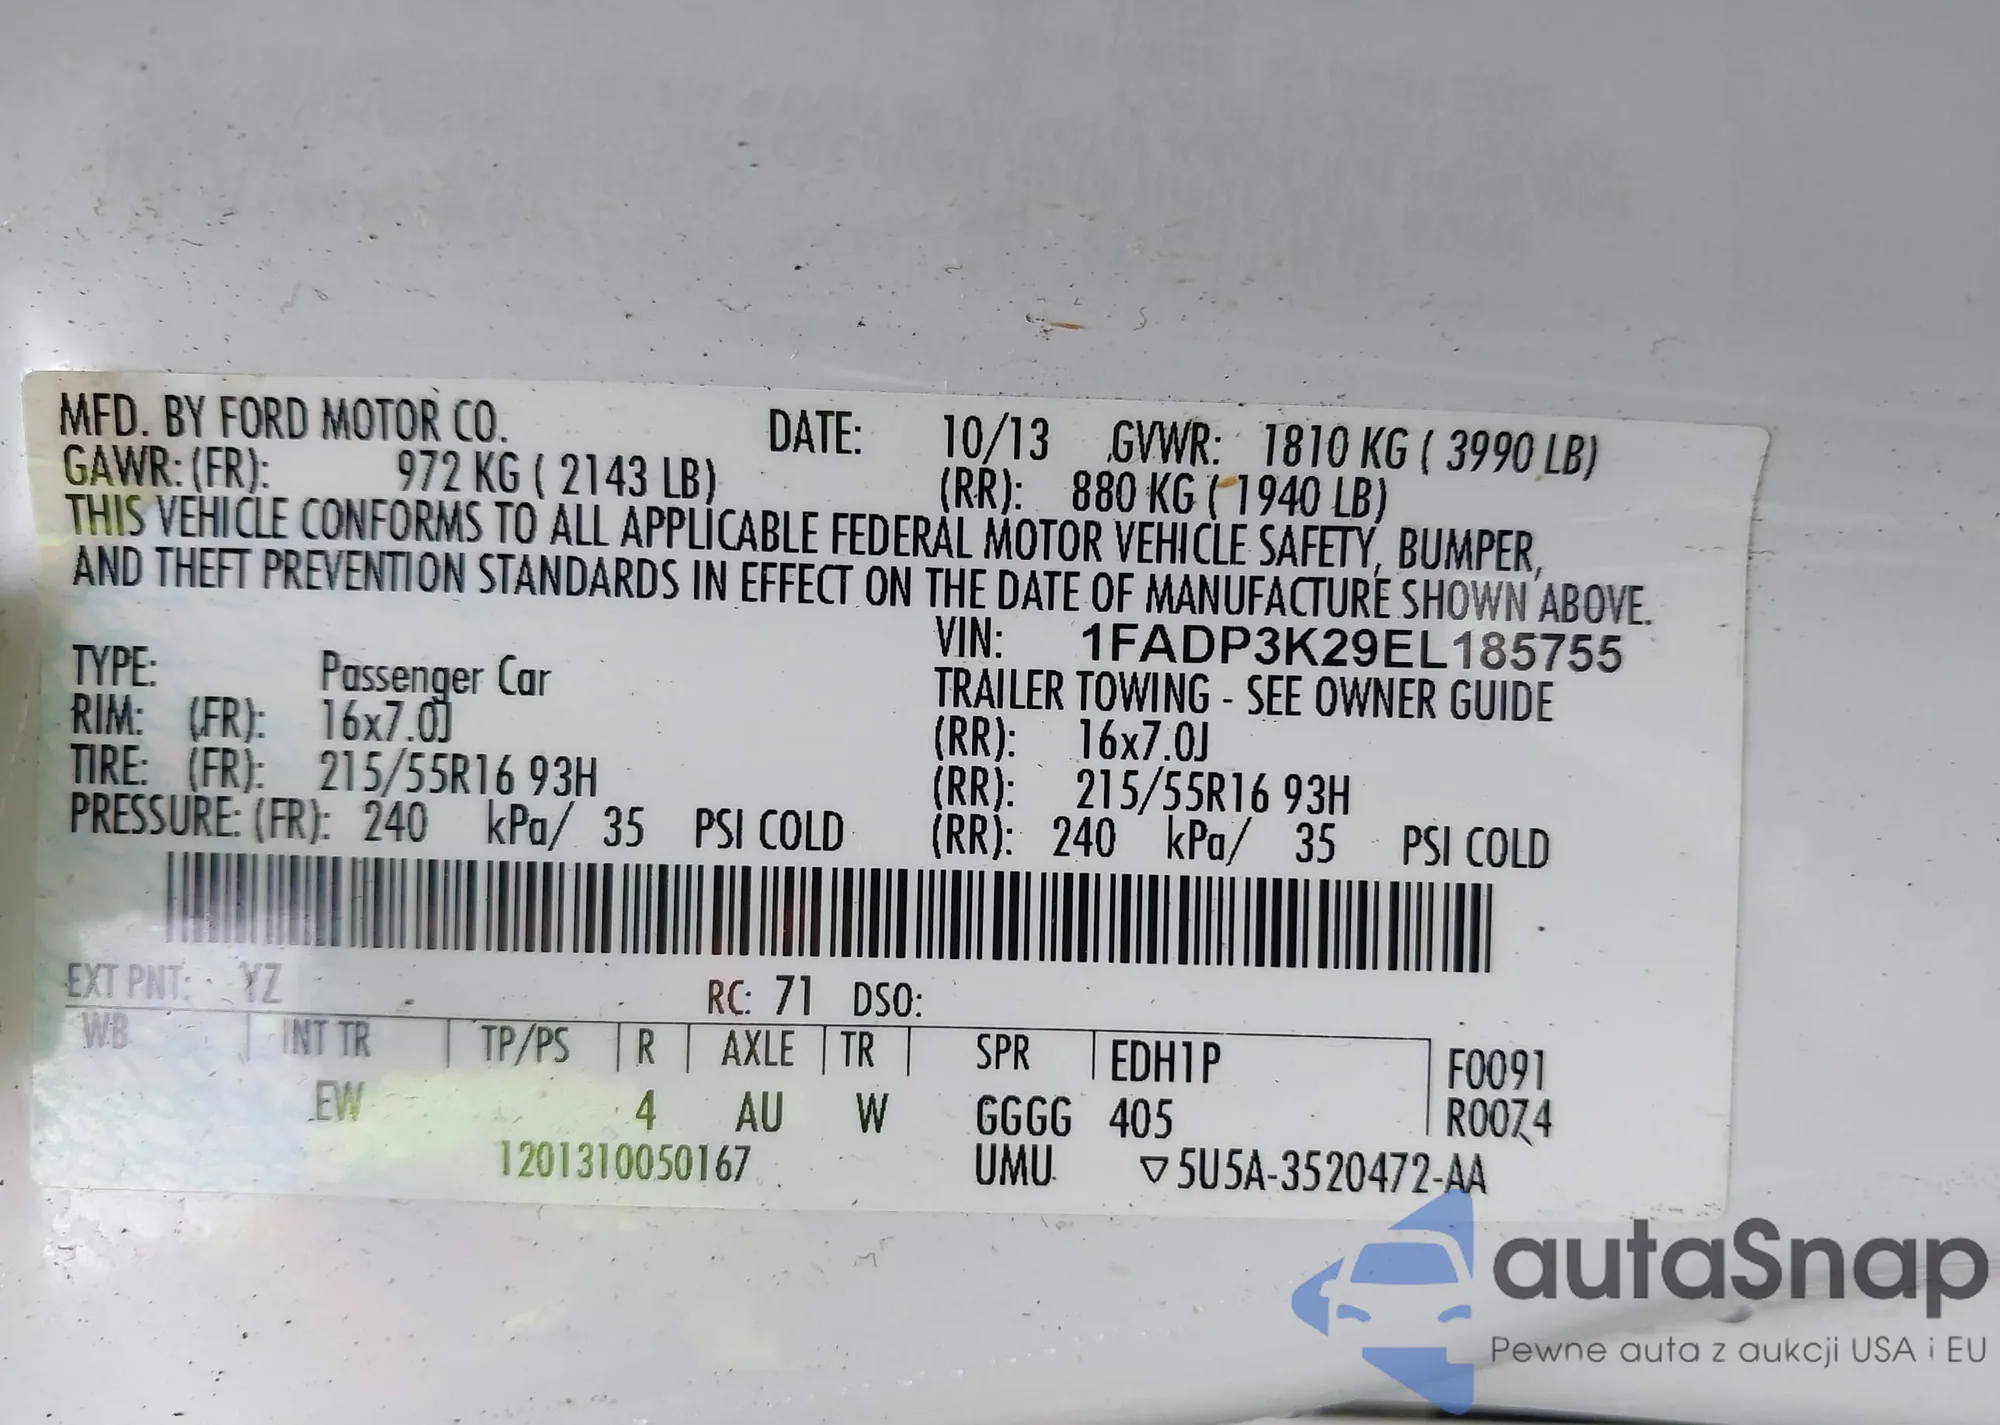 MFD. BY FORD MOTOR CO. DATE: 10/13 GVWR: 1810 KG ( 3990 LB)
GAWR: (FR): 972 KG ( 2143 LB) (RR): 880 KG ( 1940 LB)
THIS VEHICLE CONFORMS TO ALL APPLICABLE FEDERAL MOTOR VEHICLE SAFETY, BUMPER,
AND THEFT PREVENTION STANDARDS IN EFFECT ON THE DATE OF MANUFACTURE SHOWN ABOVE.
VIN: 1FADP3K29EL185755
TYPE: Passenger Car TRAILER TOWING - SEE OWNER GUIDE
RIM: (FR): 16x7.0J (RR): 16x7.0J
TIRE: (FR): 215/55R16 93H (RR): 215/55R16 93H
PRESSURE: (FR): 240 kPa/ 35 PSI COLD (RR): 240 kPa/ 35 PSI COLD
EXT PNT: YZ RC: 71 DSO:
WB INT TR TP/PS R AXLE TR SPR EDH1P F0091
EW 4 AU W GGGG 405 R0074
1201310050167 UMU ▽5U5A-3520472-AA
autaSnap
Pewne auta z aukcji USA i EU